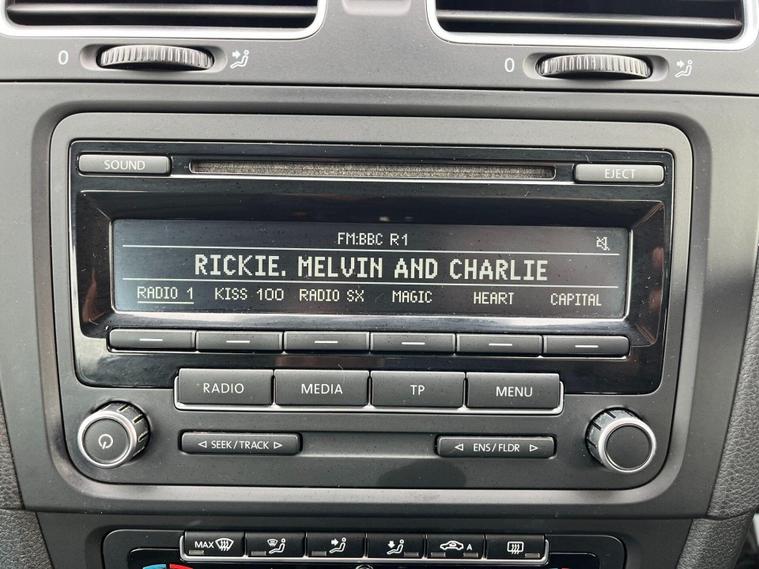 0 0
SOUND EJECT
FM:BBC R1
RICKIE. MELVIN AND CHARLIE
RADIO 1 KISS 100 RADIO SX MAGIC HEART CAPITAL
RADIO MEDIA TP MENU
SEEK/TRACK ENS/FLDR
MAX A